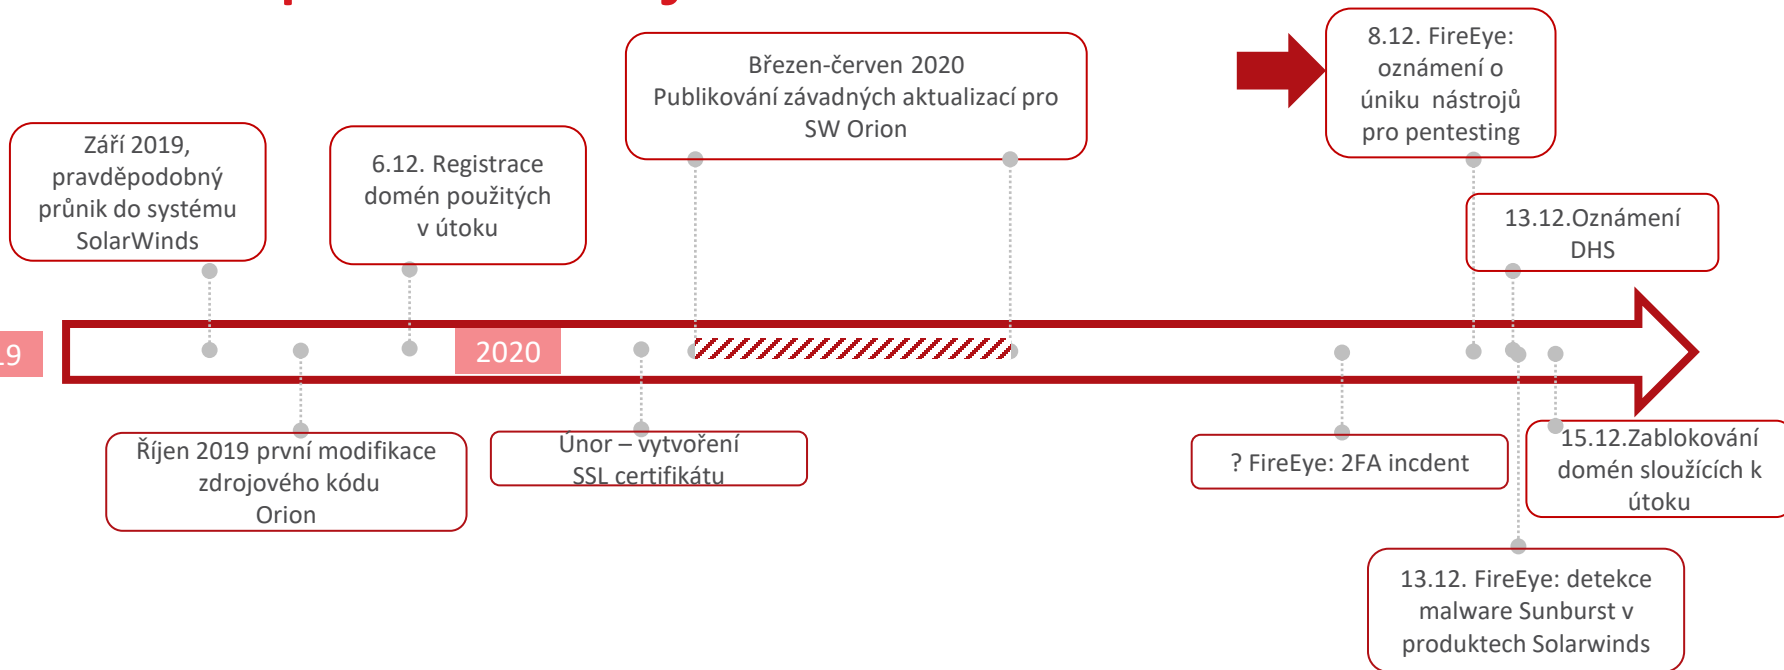 8.12. FireEye:
oznámení o
úniku nástrojů
pro pentesting
Březen-červen 2020
Publikování závadných aktualizací pro
SW Orion
Září 2019,
pravděpodobný
průnik do systému
SolarWinds
6.12. Registrace
domén použitých
v útoku
13.12.Oznámení
DHS
19
2020
Říjen 2019 první modifikace
zdrojového kódu
Orion
Únor – vytvoření
SSL certifikátu
? FireEye: 2FA incdent
15.12.Zablokování
domén sloužících k
útoku
13.12. FireEye: detekce
malware Sunburst v
produktech Solarwinds